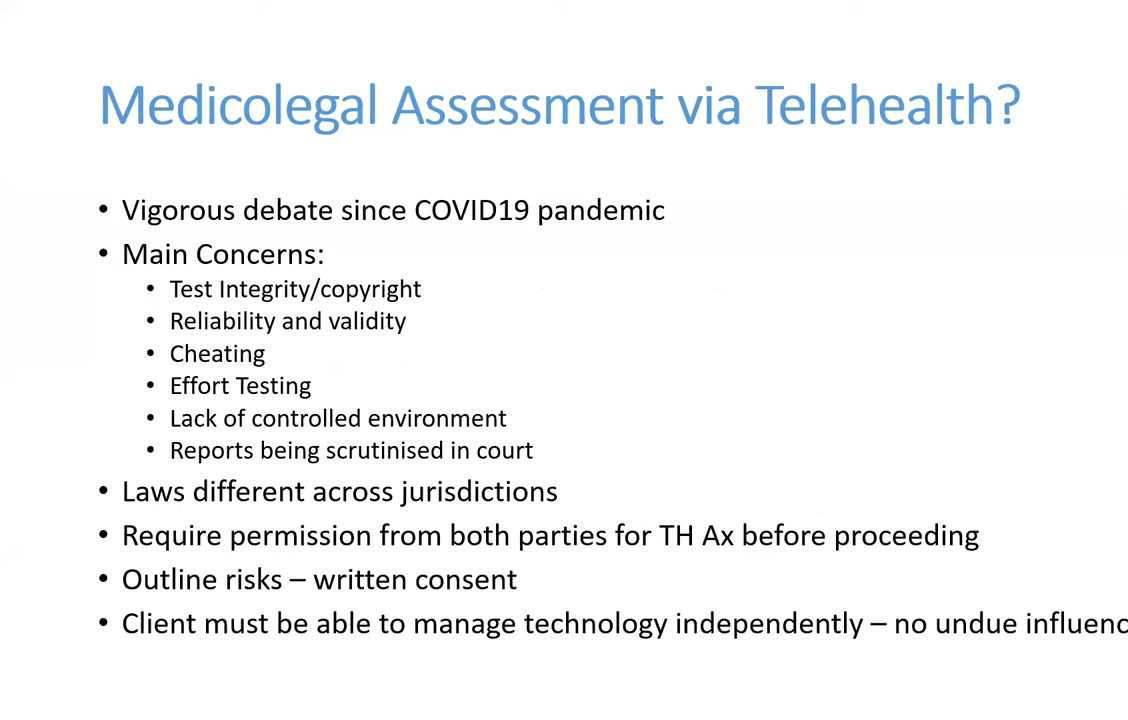 Medicolegal Assessment via Telehealth?
• Vigorous debate since COVID19 pandemic
• Main Concerns:
• Test Integrity/copyright
• Reliability and validity
• Cheating
• Effort Testing
• Lack of controlled environment
• Reports being scrutinised in court
• Laws different across jurisdictions
• Require permission from both parties for TH Ax before proceeding
• Outline risks – written consent
• Client must be able to manage technology independently – no undue influenc